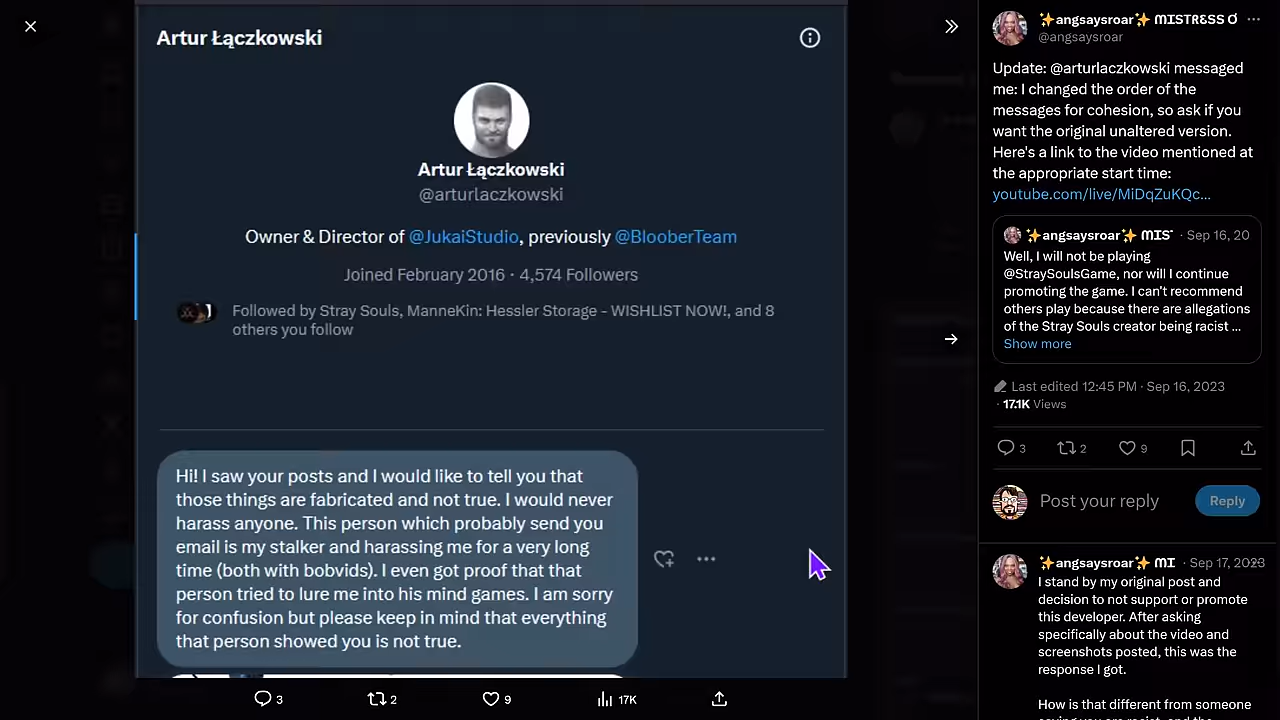 Artur Łączkowski
Artur Łączkowski
@arturlaczkowski
Owner & Director of @JukaiStudio, previously @BlooberTeam
Joined February 2016 · 4,574 Followers
Followed by Stray Souls, ManneKin: Hessler Storage - WISHLIST NOW!, and 8
others you follow
Hi! I saw your posts and I would like to tell you that
those things are fabricated and not true. I would never
harass anyone. This person which probably send you
email is my stalker and harassing me for a very long
time (both with bobvids). I even got proof that that
person tried to lure me into his mind games. I am sorry
for confusion but please keep in mind that everything
that person showed you is not true.
3 2 9 17K
✨angsaysroar✨ MISTRESS O
@angsaysroar
Update: @arturlaczkowski messaged
me: I changed the order of the
messages for cohesion, so ask if you
want the original unaltered version.
Here's a link to the video mentioned at
the appropriate start time:
youtube.com/live/MiDqZuKQc...
✨angsaysroar✨ MIS · Sep 16, 20
Well, I will not be playing
@StraySoulsGame, nor will I continue
promoting the game. I can't recommend
others play because there are allegations
of the Stray Souls creator being racist ...
Show more
Last edited 12:45 PM · Sep 16, 2023
· 17.1K Views
3 2 9
Post your reply Reply
✨angsaysroar✨ MI · Sep 17, 2023
I stand by my original post and
decision to not support or promote
this developer. After asking
specifically about the video and
screenshots posted, this was the
response I got.
How is that different from someone